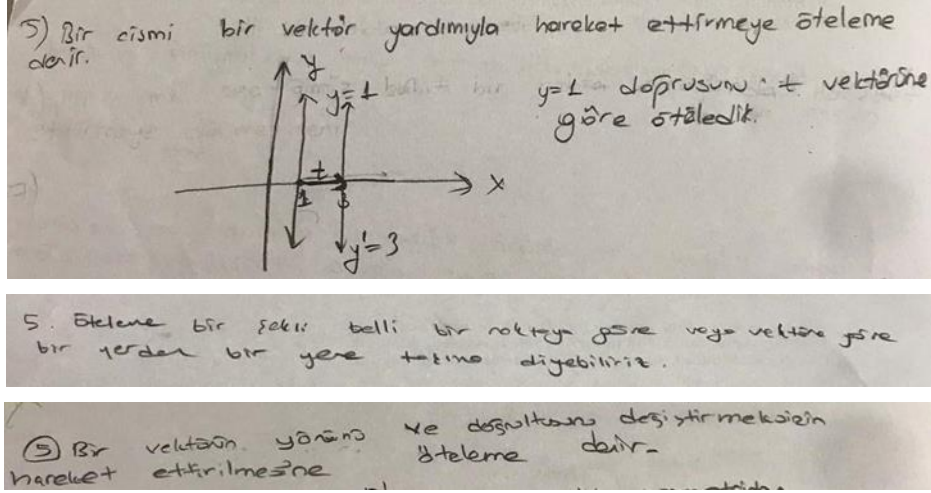 5) Bir cismi bir vektör yardımıyla hareket ettirmeye öteleme
denir.
y
y=1
y=1 doğrusunu t vektörüne
göre öteledik.
t
x
1 3
y'=3
5. Öteleme bir şekli belli bir noktaya göre veya vektöre göre
bir yerden bir yere taşıma diyebiliriz.
5 Bir vektörün yönünü ve doğrultusunu değiştirmeksizin
hareket ettirilmesine öteleme denir.